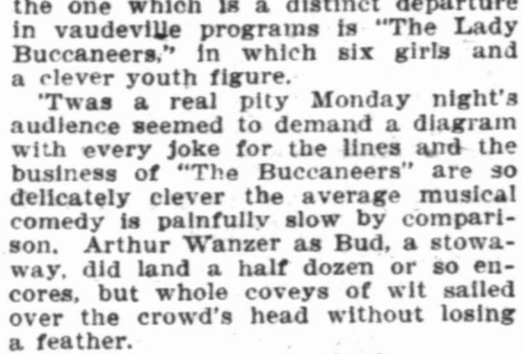 the one which is a distinct departure
in vaudeville programs is "The Lady
Buccaneers," in which six girls and
a clever youth figure.
'Twas a real pity Monday night's
audience seemed to demand a diagram
with every joke for the lines and the
business of "The Buccaneers" are so
delicately clever the average musical
comedy is painfully slow by compari-
son. Arthur Wanzer as Bud, a stowa-
way, did land a half dozen or so en-
cores, but whole coveys of wit sailed
over the crowd's head without losing
a feather.